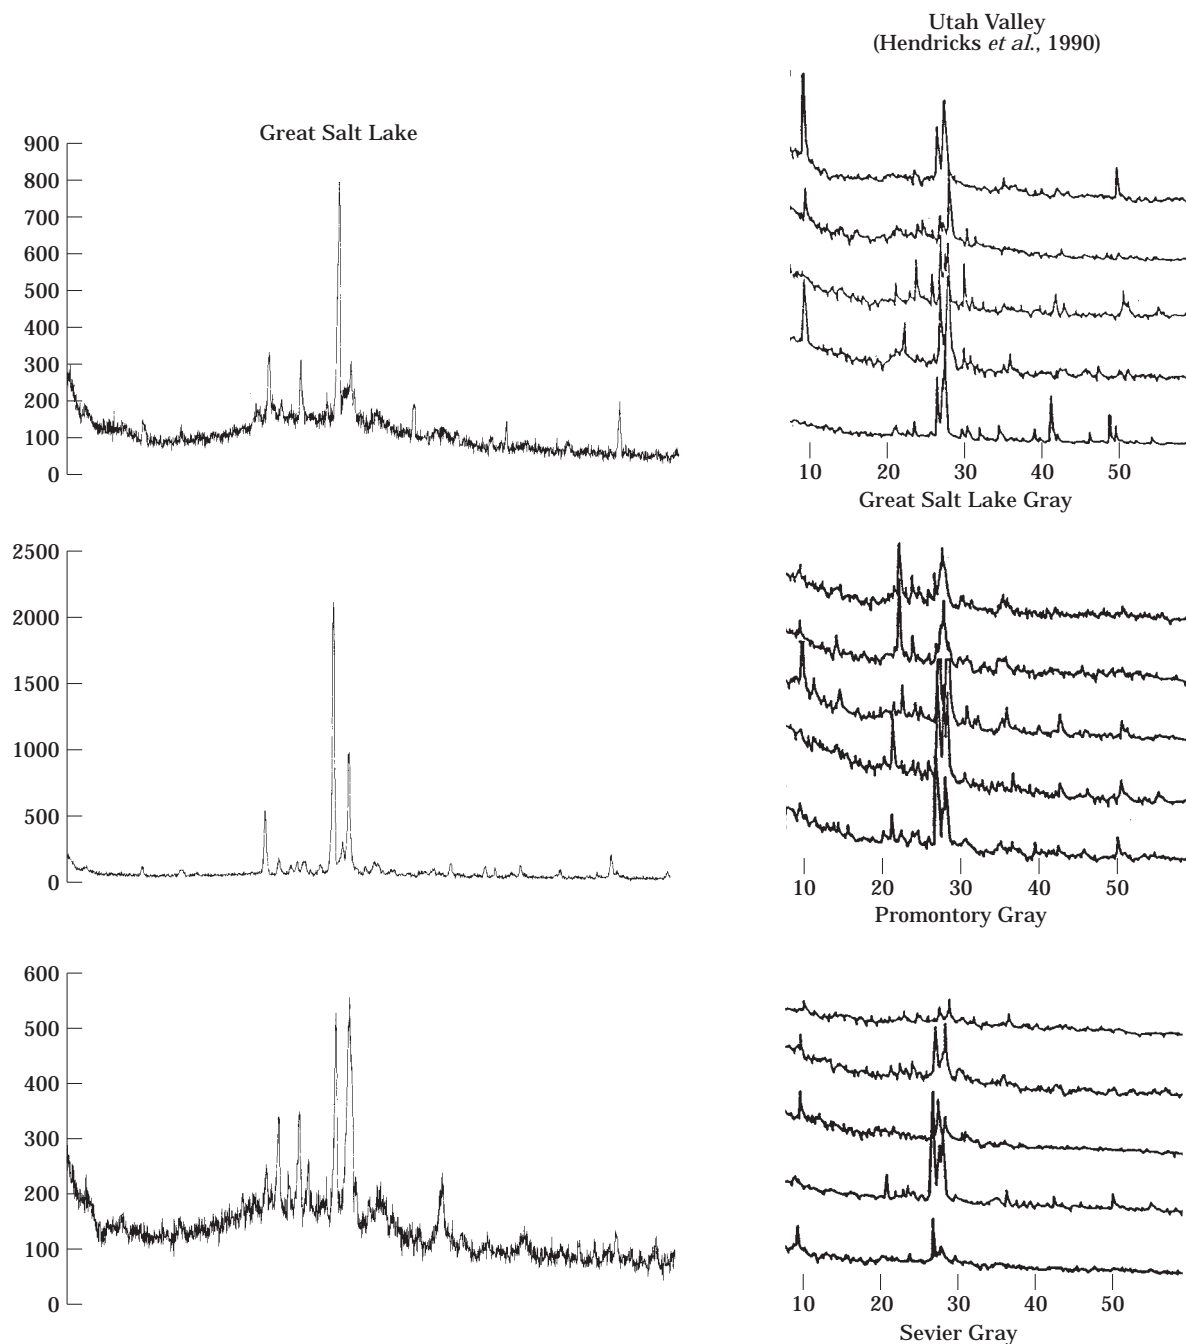 Utah Valley
(Hendricks et al., 1990)
Great Salt Lake
900
800
700
600
500
400
300
200
100
0
10 20 30 40 50
Great Salt Lake Gray
2500
2000
1500
1000
500
0
10 20 30 40 50
Promontory Gray
600
500
400
300
200
100
0
10 20 30 40 50
Sevier Gray